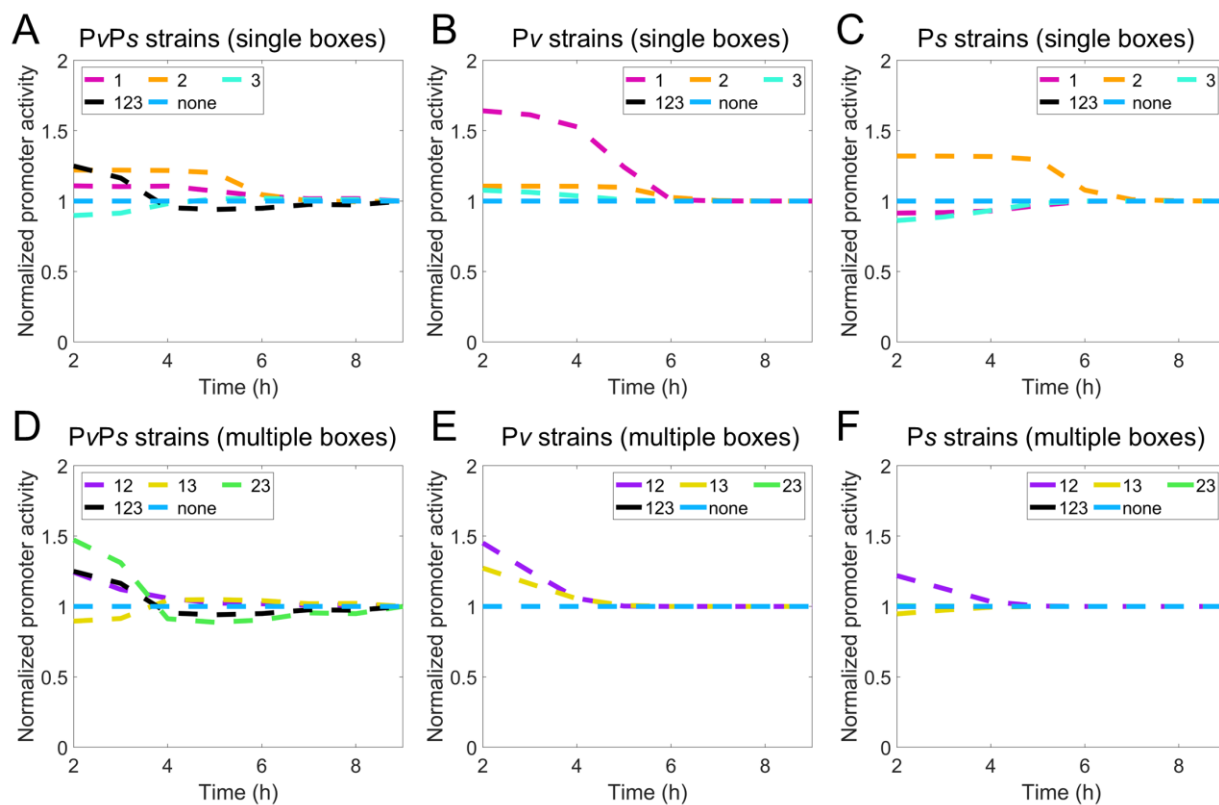 A
PvPs strains (single boxes)
2
1 2 3
123 none
1.5
1
0.5
0
2 4 6 8
Normalized promoter activity
Time (h)
B
Pv strains (single boxes)
2
1 2 3
123 none
1.5
1
0.5
0
2 4 6 8
Normalized promoter activity
Time (h)
C
Ps strains (single boxes)
2
1 2 3
123 none
1.5
1
0.5
0
2 4 6 8
Normalized promoter activity
Time (h)
D
PvPs strains (multiple boxes)
2
12 13 23
123 none
1.5
1
0.5
0
2 4 6 8
Normalized promoter activity
Time (h)
E
Pv strains (multiple boxes)
2
12 13 23
123 none
1.5
1
0.5
0
2 4 6 8
Normalized promoter activity
Time (h)
F
Ps strains (multiple boxes)
2
12 13 23
123 none
1.5
1
0.5
0
2 4 6 8
Normalized promoter activity
Time (h)